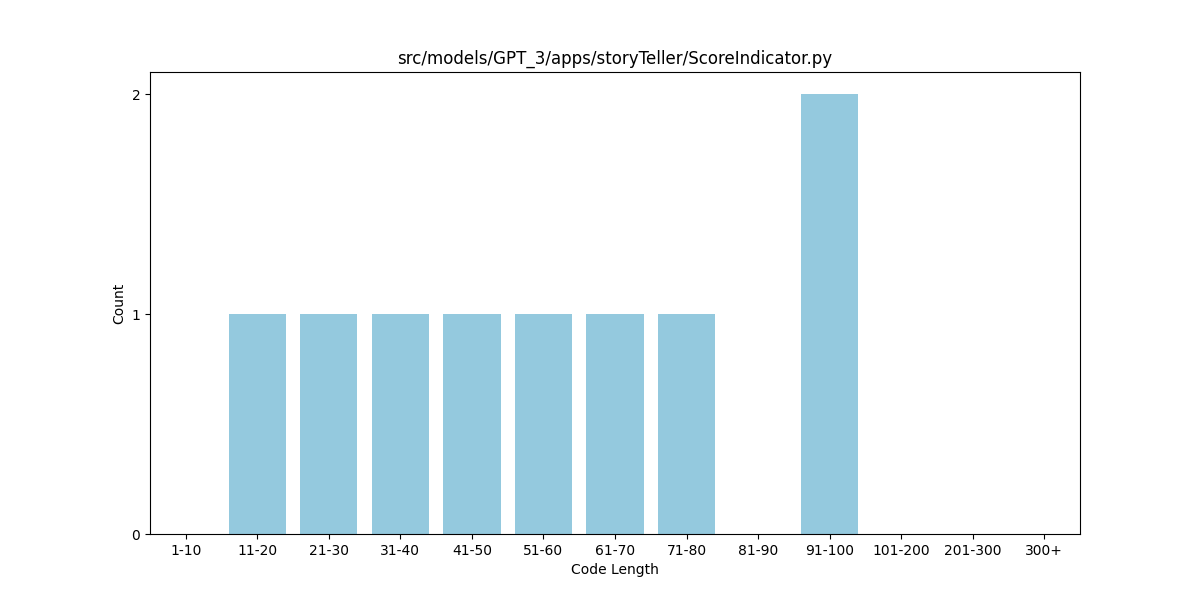 src/models/GPT_3/apps/storyTeller/ScoreIndicator.py
Count
2
1
0
1-10 11-20 21-30 31-40 41-50 51-60 61-70 71-80 81-90 91-100 101-200 201-300 300+
Code Length